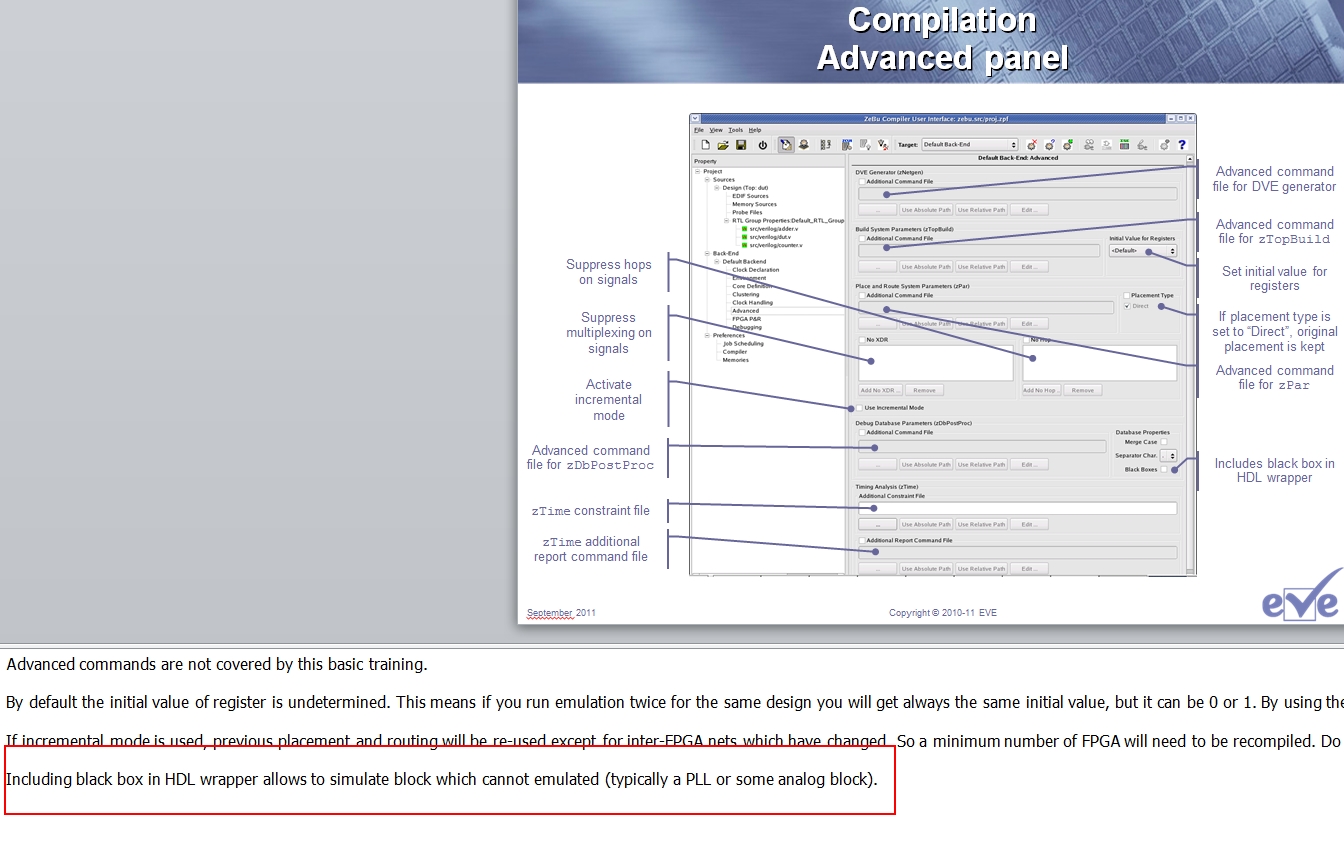 Compilation
Advanced panel
ZeBu Compiler User Interface: zebu.src/proj.zpf
File View Tools Help
Target: Default Back-End
Property
Project
Sources
Design (Top: dut)
EDIF Sources
Memory Sources
Probe Files
RTL Group Properties:Default_RTL_Group
src/verilog/adder.v
src/verilog/dut.v
src/verilog/counter.v
Back-End
Default Backend
Clock Declaration
Environment
Core Definition
Clustering
Clock Handling
Advanced
FPGA P&R
Debugging
Preferences
Job Scheduling
Compiler
Memories
Default Back-End: Advanced
DVE Generator (zNetgen)
Additional Command File
... Use Absolute Path Use Relative Path Edit ...
Build System Parameters (zTopBuild)
Additional Command File
Initial Value for Registers
<Default>
... Use Absolute Path Use Relative Path Edit ...
Place and Route System Parameters (zPar)
Additional Command File
Placement Type
Direct
... Use Absolute Path Use Relative Path Edit ...
No XDR
No Hop
Add No XDR ... Remove
Add No Hop ... Remove
Use Incremental Mode
Debug Database Parameters (zDbPostProc)
Additional Command File
Database Properties
Merge Case
Separator Char.
Black Boxes
... Use Absolute Path Use Relative Path Edit ...
Timing Analysis (zTime)
Additional Constraint File
... Use Absolute Path Use Relative Path Edit ...
Additional Report Command File
... Use Absolute Path Use Relative Path Edit ...
Suppress hops
on signals
Suppress
multiplexing on
signals
Activate
incremental
mode
Advanced command
file for zDbPostProc
zTime constraint file
zTime additional
report command file
Advanced command
file for DVE generator
Advanced command
file for zTopBuild
Set initial value for
registers
If placement type is
set to “Direct”, original
placement is kept
Advanced command
file for zPar
Includes black box in
HDL wrapper
September 2011
Copyright © 2010-11 EVE
eve
Advanced commands are not covered by this basic training.
By default the initial value of register is undetermined. This means if you run emulation twice for the same design you will get always the same initial value, but it can be 0 or 1. By using the
If incremental mode is used, previous placement and routing will be re-used except for inter-FPGA nets which have changed. So a minimum number of FPGA will need to be recompiled. Do
Including black box in HDL wrapper allows to simulate block which cannot emulated (typically a PLL or some analog block).